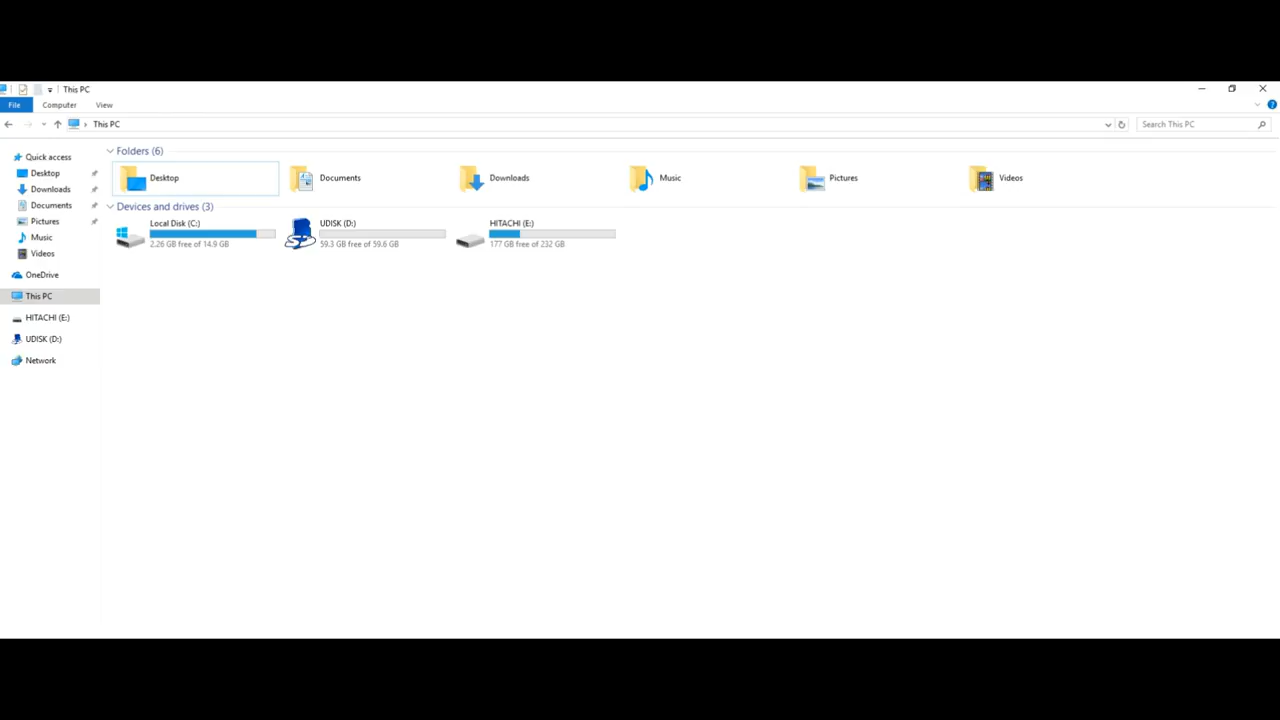 This PC
File Computer View
This PC
Search This PC
Quick access
Desktop
Downloads
Documents
Pictures
Music
Videos
OneDrive
This PC
HITACHI (E:)
UDISK (D:)
Network
Folders (6)
Desktop Documents Downloads Music Pictures Videos
Devices and drives (3)
Local Disk (C:) UDISK (D:) HITACHI (E:)
2.26 GB free of 14.9 GB 59.3 GB free of 59.6 GB 177 GB free of 232 GB